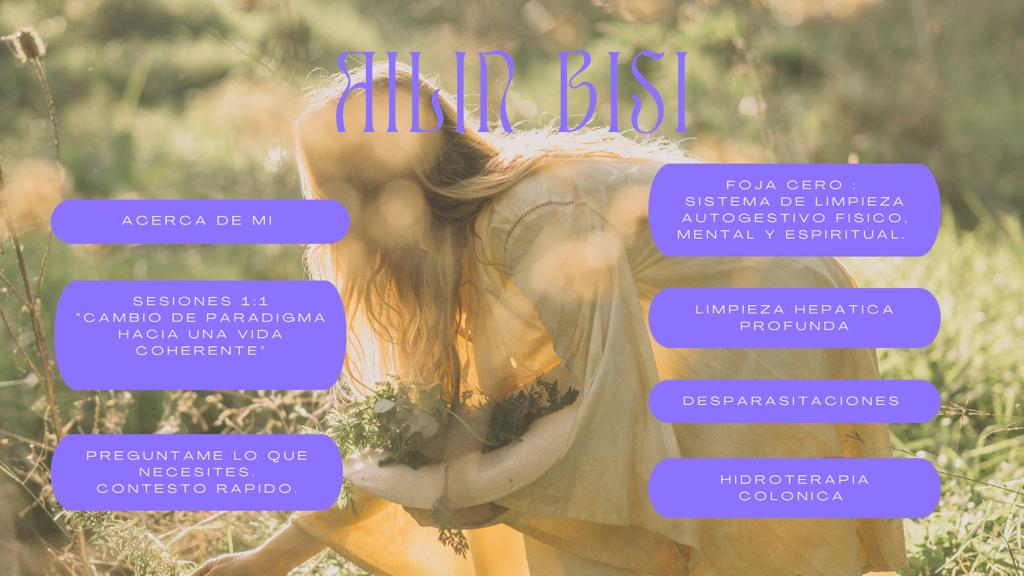 AILIN BISI
ACERCA DE MI
SESIONES 1:1
"CAMBIO DE PARADIGMA
HACIA UNA VIDA
COHERENTE"
PREGUNTAME LO QUE
NECESITES.
CONTESTO RAPIDO.
FOJA CERO :
SISTEMA DE LIMPIEZA
AUTOGESTIVO FISICO,
MENTAL Y ESPIRITUAL.
LIMPIEZA HEPATICA
PROFUNDA
DESPARASITACIONES
HIDROTERAPIA
COLONICA